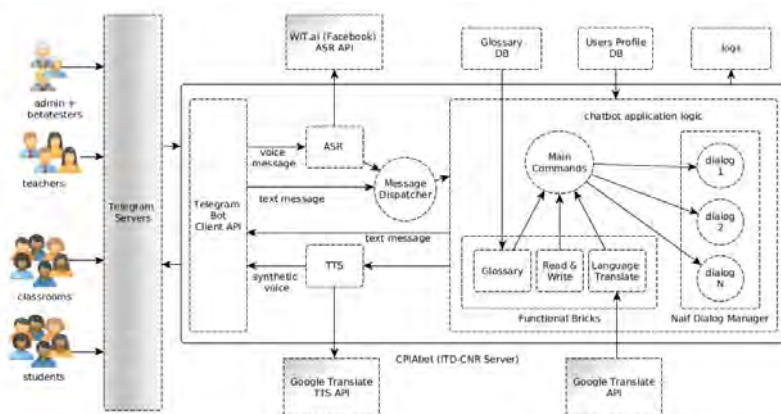 WIT.ai (Facebook)
ASR API
Glossary
DB
Users Profile
DB
logs
admin +
betatesters
teachers
classrooms
students
Telegram
Servers
Telegram
Bot
Client API
voice
message
ASR
text message
Message
Dispatcher
text message
synthetic
voice
TTS
chatbot application logic
Main
Commands
dialog
1
dialog
2
dialog
N
Glossary
Read &
Write
Language
Translate
Functional Bricks
Naif Dialog Manager
CPIAbot (ITD-CNR Server)
Google Translate
TTS API
Google Translate
API